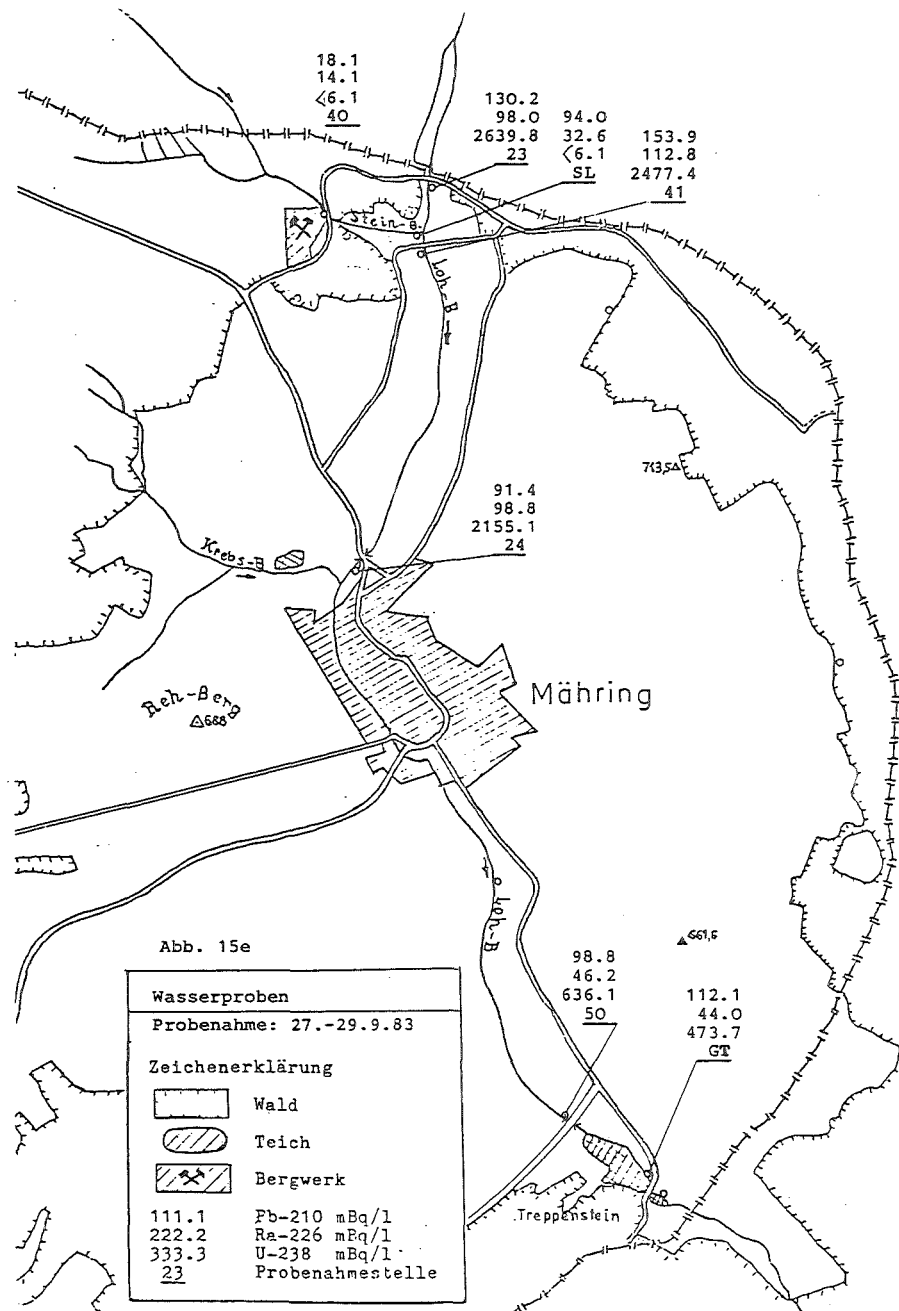 18.1
14.1
<6.1
40
130.2
98.0
2639.8
23
94.0
32.6
<6.1
SL
153.9
112.8
2477.4
41
Stein-B.
Loh-B
713,5
91.4
98.8
2155.1
24
Krebs-B
Mähring
Reh-Berg
688
Loh-B
661,6
Abb. 15e
98.8
46.2
636.1
50
112.1
44.0
473.7
GT
Treppenstein
Wasserproben
Probenahme: 27.-29.9.83
Zeichenerklärung
Wald
Teich
Bergwerk
111.1 Pb-210 mBq/l
222.2 Ra-226 mBq/l
333.3 U-238 mBq/l
23 Probenahmestelle